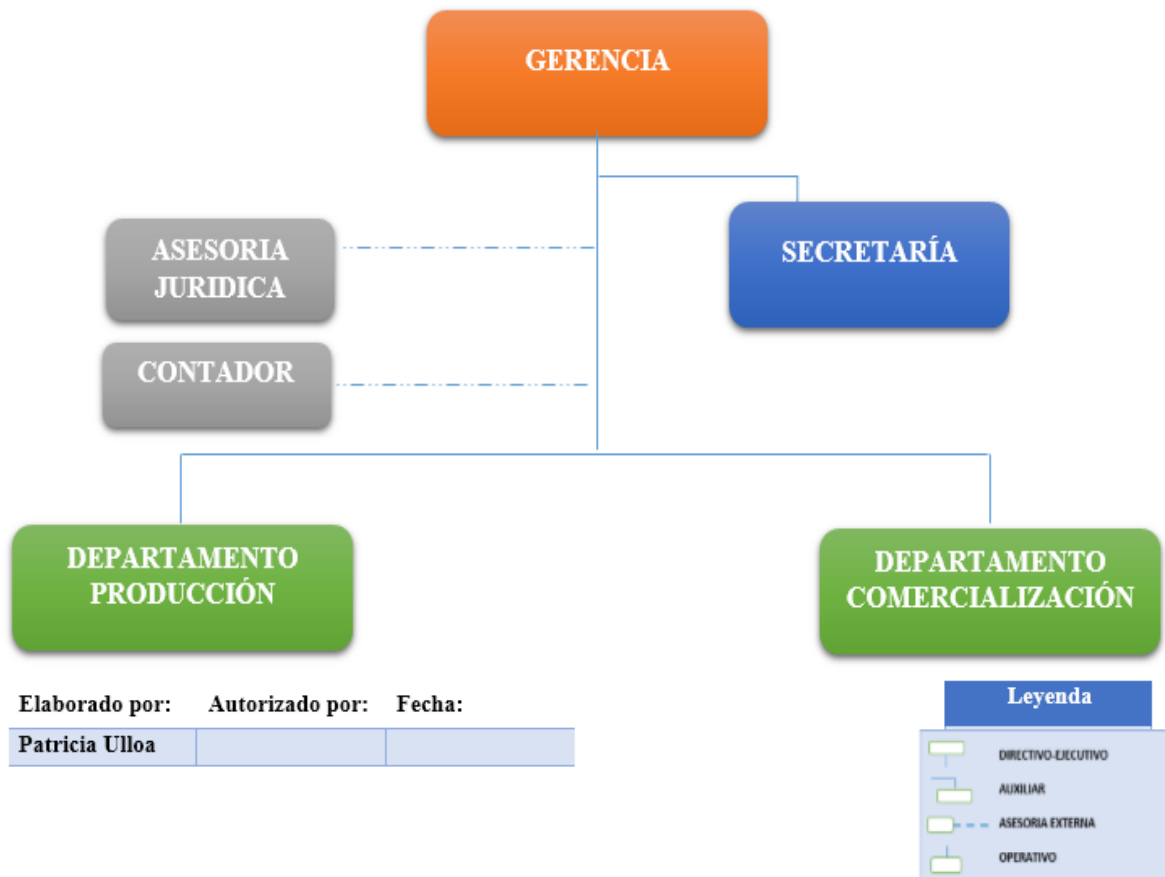 GERENCIA
ASESORIA
JURIDICA
SECRETARÍA
CONTADOR
DEPARTAMENTO
PRODUCCIÓN
DEPARTAMENTO
COMERCIALIZACIÓN
Elaborado por: Autorizado por: Fecha:
Patricia Ulloa
Leyenda
DIRECTIVO-EJECUTIVO
AUXILIAR
ASESORIA EXTERNA
OPERATIVO